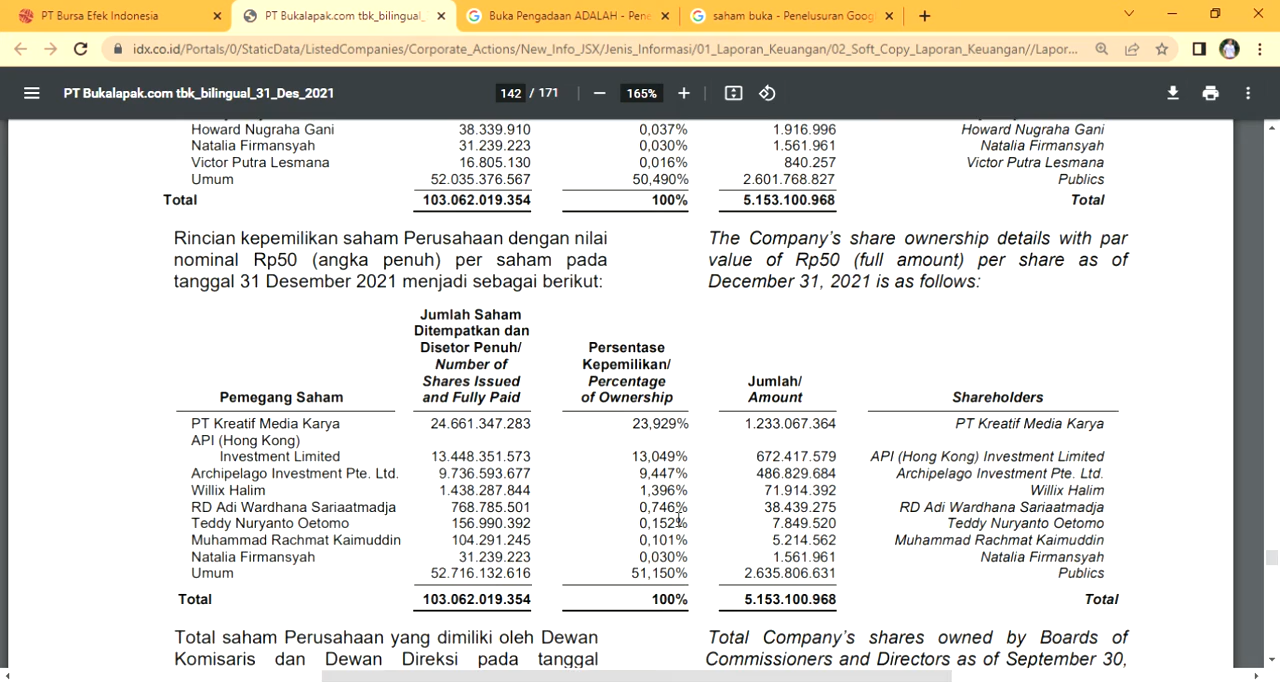 PT Bursa Efek Indonesia
PT Bukalapak.com tbk_bilingual_
Buka Pengadaan ADALAH - Pene
saham buka - Penelusuran Goog
idx.co.id/Portals/0/StaticData/ListedCompanies/Corporate_Actions/New_Info_JSX/Jenis_Informasi/01_Laporan_Keuangan/02_Soft_Copy_Laporan_Keuangan//Lapor...
PT Bukalapak.com tbk_bilingual_31_Des_2021
142 / 171
165%
Howard Nugraha Gani 38.339.910 0,037% 1.916.996 Howard Nugraha Gani
Natalia Firmansyah 31.239.223 0,030% 1.561.961 Natalia Firmansyah
Victor Putra Lesmana 16.805.130 0,016% 840.257 Victor Putra Lesmana
Umum 52.035.376.567 50,490% 2.601.768.827 Publics
Total 103.062.019.354 100% 5.153.100.968 Total
Rincian kepemilikan saham Perusahaan dengan nilai
nominal Rp50 (angka penuh) per saham pada
tanggal 31 Desember 2021 menjadi sebagai berikut:
The Company's share ownership details with par
value of Rp50 (full amount) per share as of
December 31, 2021 is as follows:
Jumlah Saham
Ditempatkan dan
Disetor Penuh/
Number of
Shares Issued
and Fully Paid
Persentase
Kepemilikan/
Percentage
of Ownership
Jumlah/
Amount
Pemegang Saham
Shareholders
PT Kreatif Media Karya 24.661.347.283 23,929% 1.233.067.364 PT Kreatif Media Karya
API (Hong Kong)
Investment Limited 13.448.351.573 13,049% 672.417.579 API (Hong Kong) Investment Limited
Archipelago Investment Pte. Ltd. 9.736.593.677 9,447% 486.829.684 Archipelago Investment Pte. Ltd.
Willix Halim 1.438.287.844 1,396% 71.914.392 Willix Halim
RD Adi Wardhana Sariaatmadja 768.785.501 0,746% 38.439.275 RD Adi Wardhana Sariaatmadja
Teddy Nuryanto Oetomo 156.990.392 0,152% 7.849.520 Teddy Nuryanto Oetomo
Muhammad Rachmat Kaimuddin 104.291.245 0,101% 5.214.562 Muhammad Rachmat Kaimuddin
Natalia Firmansyah 31.239.223 0,030% 1.561.961 Natalia Firmansyah
Umum 52.716.132.616 51,150% 2.635.806.631 Publics
Total 103.062.019.354 100% 5.153.100.968 Total
Total saham Perusahaan yang dimiliki oleh Dewan
Komisaris dan Dewan Direksi pada tanggal
Total Company's shares owned by Boards of
Commissioners and Directors as of September 30,